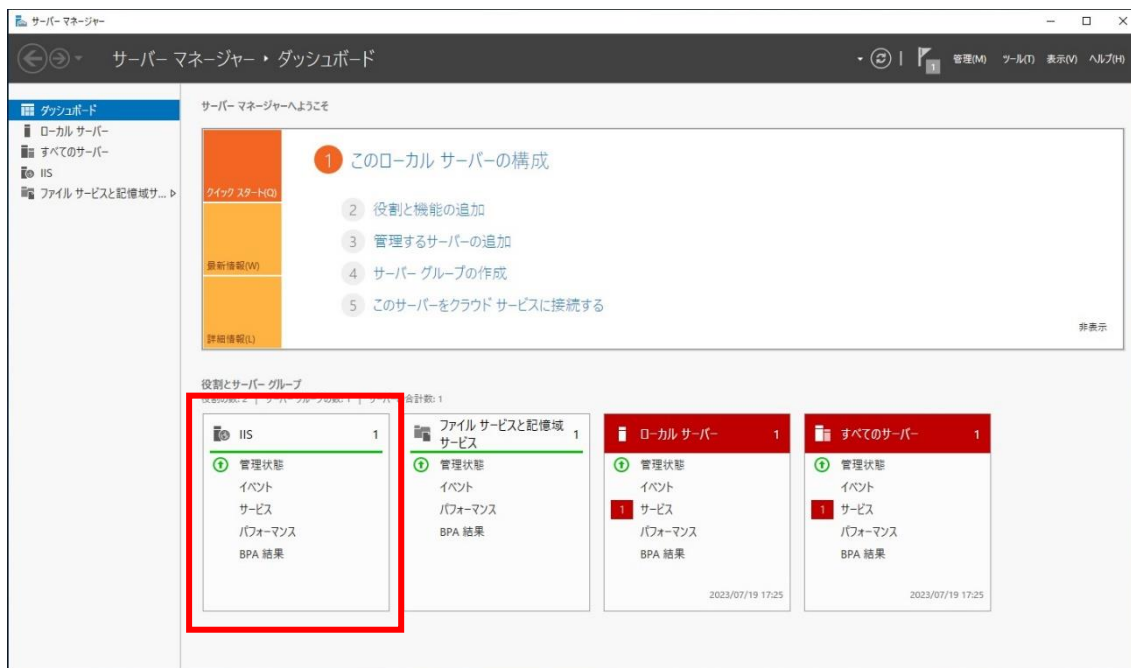 サーバー マネージャー
サーバー マネージャー ・ ダッシュボード
1
管理(M) ツール(T) 表示(V) ヘルプ(H)
ダッシュボード
ローカル サーバー
すべてのサーバー
IIS
ファイル サービスと記憶域サ...
サーバー マネージャーへようこそ
クイック スタート(Q)
最新情報(W)
詳細情報(L)
1 このローカル サーバーの構成
2 役割と機能の追加
3 管理するサーバーの追加
4 サーバー グループの作成
5 このサーバーをクラウド サービスに接続する
非表示
役割とサーバー グループ
合計数: 1
IIS 1
管理状態
イベント
サービス
パフォーマンス
BPA 結果
ファイル サービスと記憶域
サービス
1
管理状態
イベント
パフォーマンス
BPA 結果
ローカル サーバー 1
管理状態
イベント
1 サービス
パフォーマンス
BPA 結果
2023/07/19 17:25
すべてのサーバー 1
管理状態
イベント
1 サービス
パフォーマンス
BPA 結果
2023/07/19 17:25